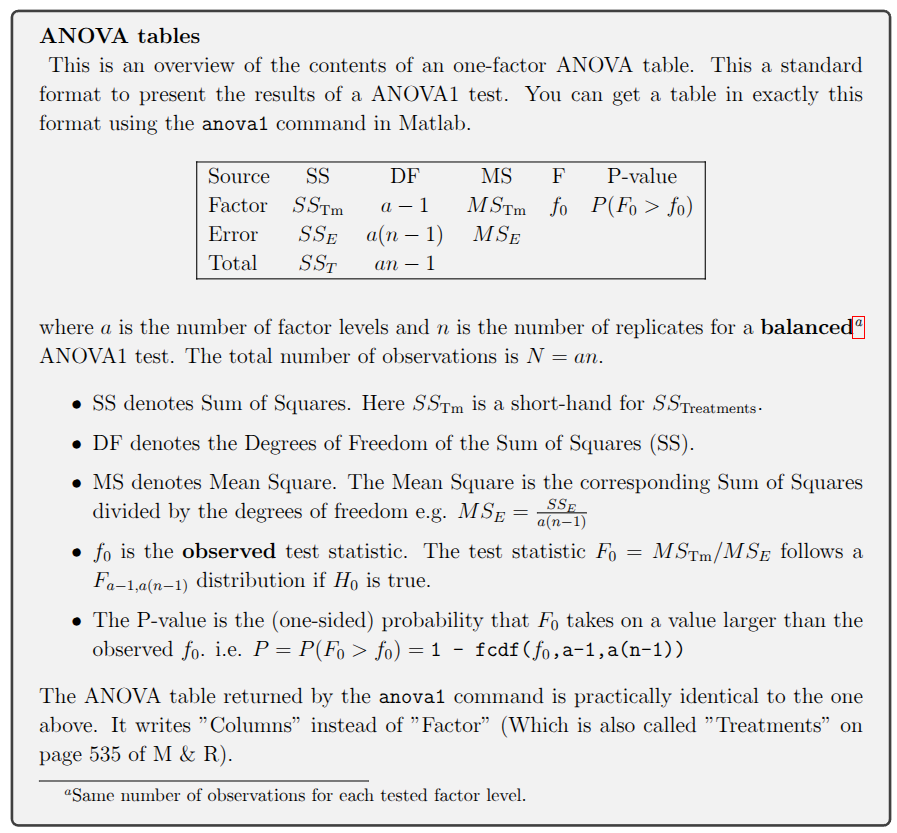 ANOVA tables
This is an overview of the contents of an one-factor ANOVA table. This a standard
format to present the results of a ANOVA1 test. You can get a table in exactly this
format using the anova1 command in Matlab.
Source SS DF MS F P-value
Factor SS_Tm a − 1 MS_Tm f_0 P(F_0 > f_0)
Error SS_E a(n − 1) MS_E
Total SS_T an − 1
where a is the number of factor levels and n is the number of replicates for a balanced^a
ANOVA1 test. The total number of observations is N = an.
• SS denotes Sum of Squares. Here SS_Tm is a short-hand for SS_Treatments.
• DF denotes the Degrees of Freedom of the Sum of Squares (SS).
• MS denotes Mean Square. The Mean Square is the corresponding Sum of Squares
divided by the degrees of freedom e.g. MS_E = SS_E / a(n−1)
• f_0 is the observed test statistic. The test statistic F_0 = MS_Tm/MS_E follows a
F_a−1,a(n−1) distribution if H_0 is true.
• The P-value is the (one-sided) probability that F_0 takes on a value larger than the
observed f_0. i.e. P = P(F_0 > f_0) = 1 - fcdf(f_0,a-1,a(n-1))
The ANOVA table returned by the anova1 command is practically identical to the one
above. It writes ”Columns” instead of ”Factor” (Which is also called ”Treatments” on
page 535 of M & R).
^aSame number of observations for each tested factor level.